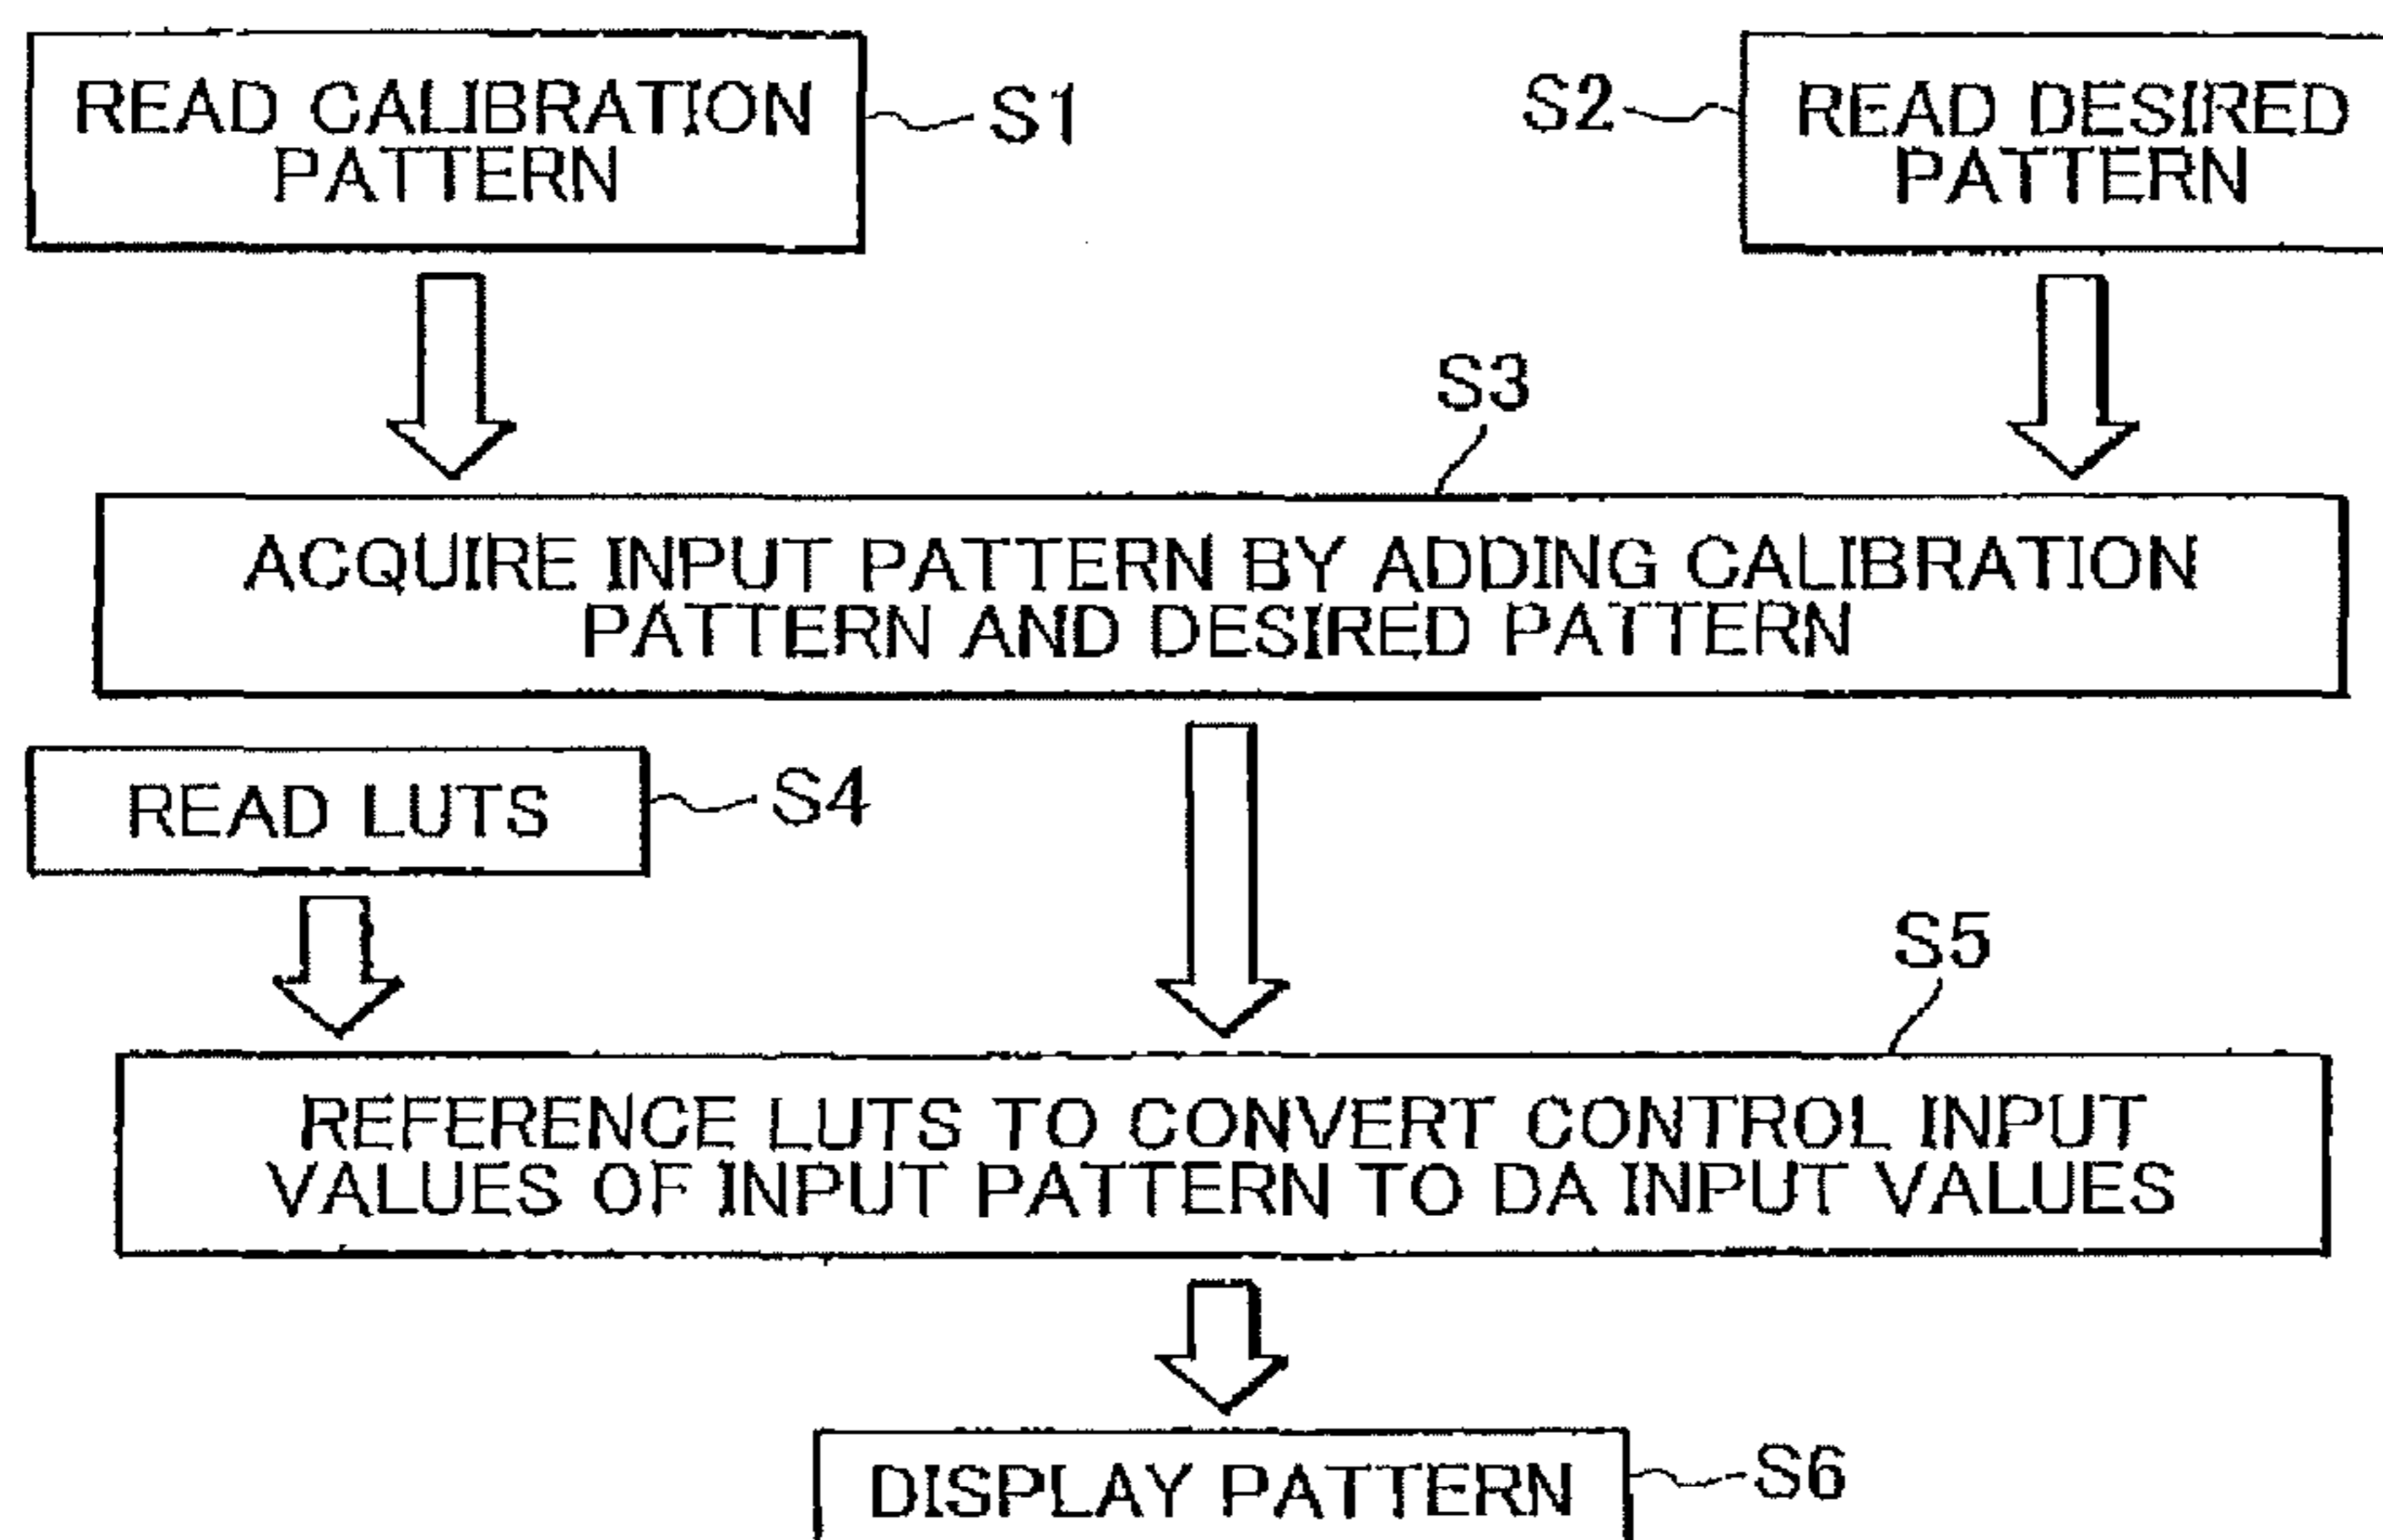 READ CALIBRATION
PATTERN
S1
S2
READ DESIRED
PATTERN
S3
ACQUIRE INPUT PATTERN BY ADDING CALIBRATION
PATTERN AND DESIRED PATTERN
READ LUTS
S4
S5
REFERENCE LUTS TO CONVERT CONTROL INPUT
VALUES OF INPUT PATTERN TO DA INPUT VALUES
DISPLAY PATTERN
S6